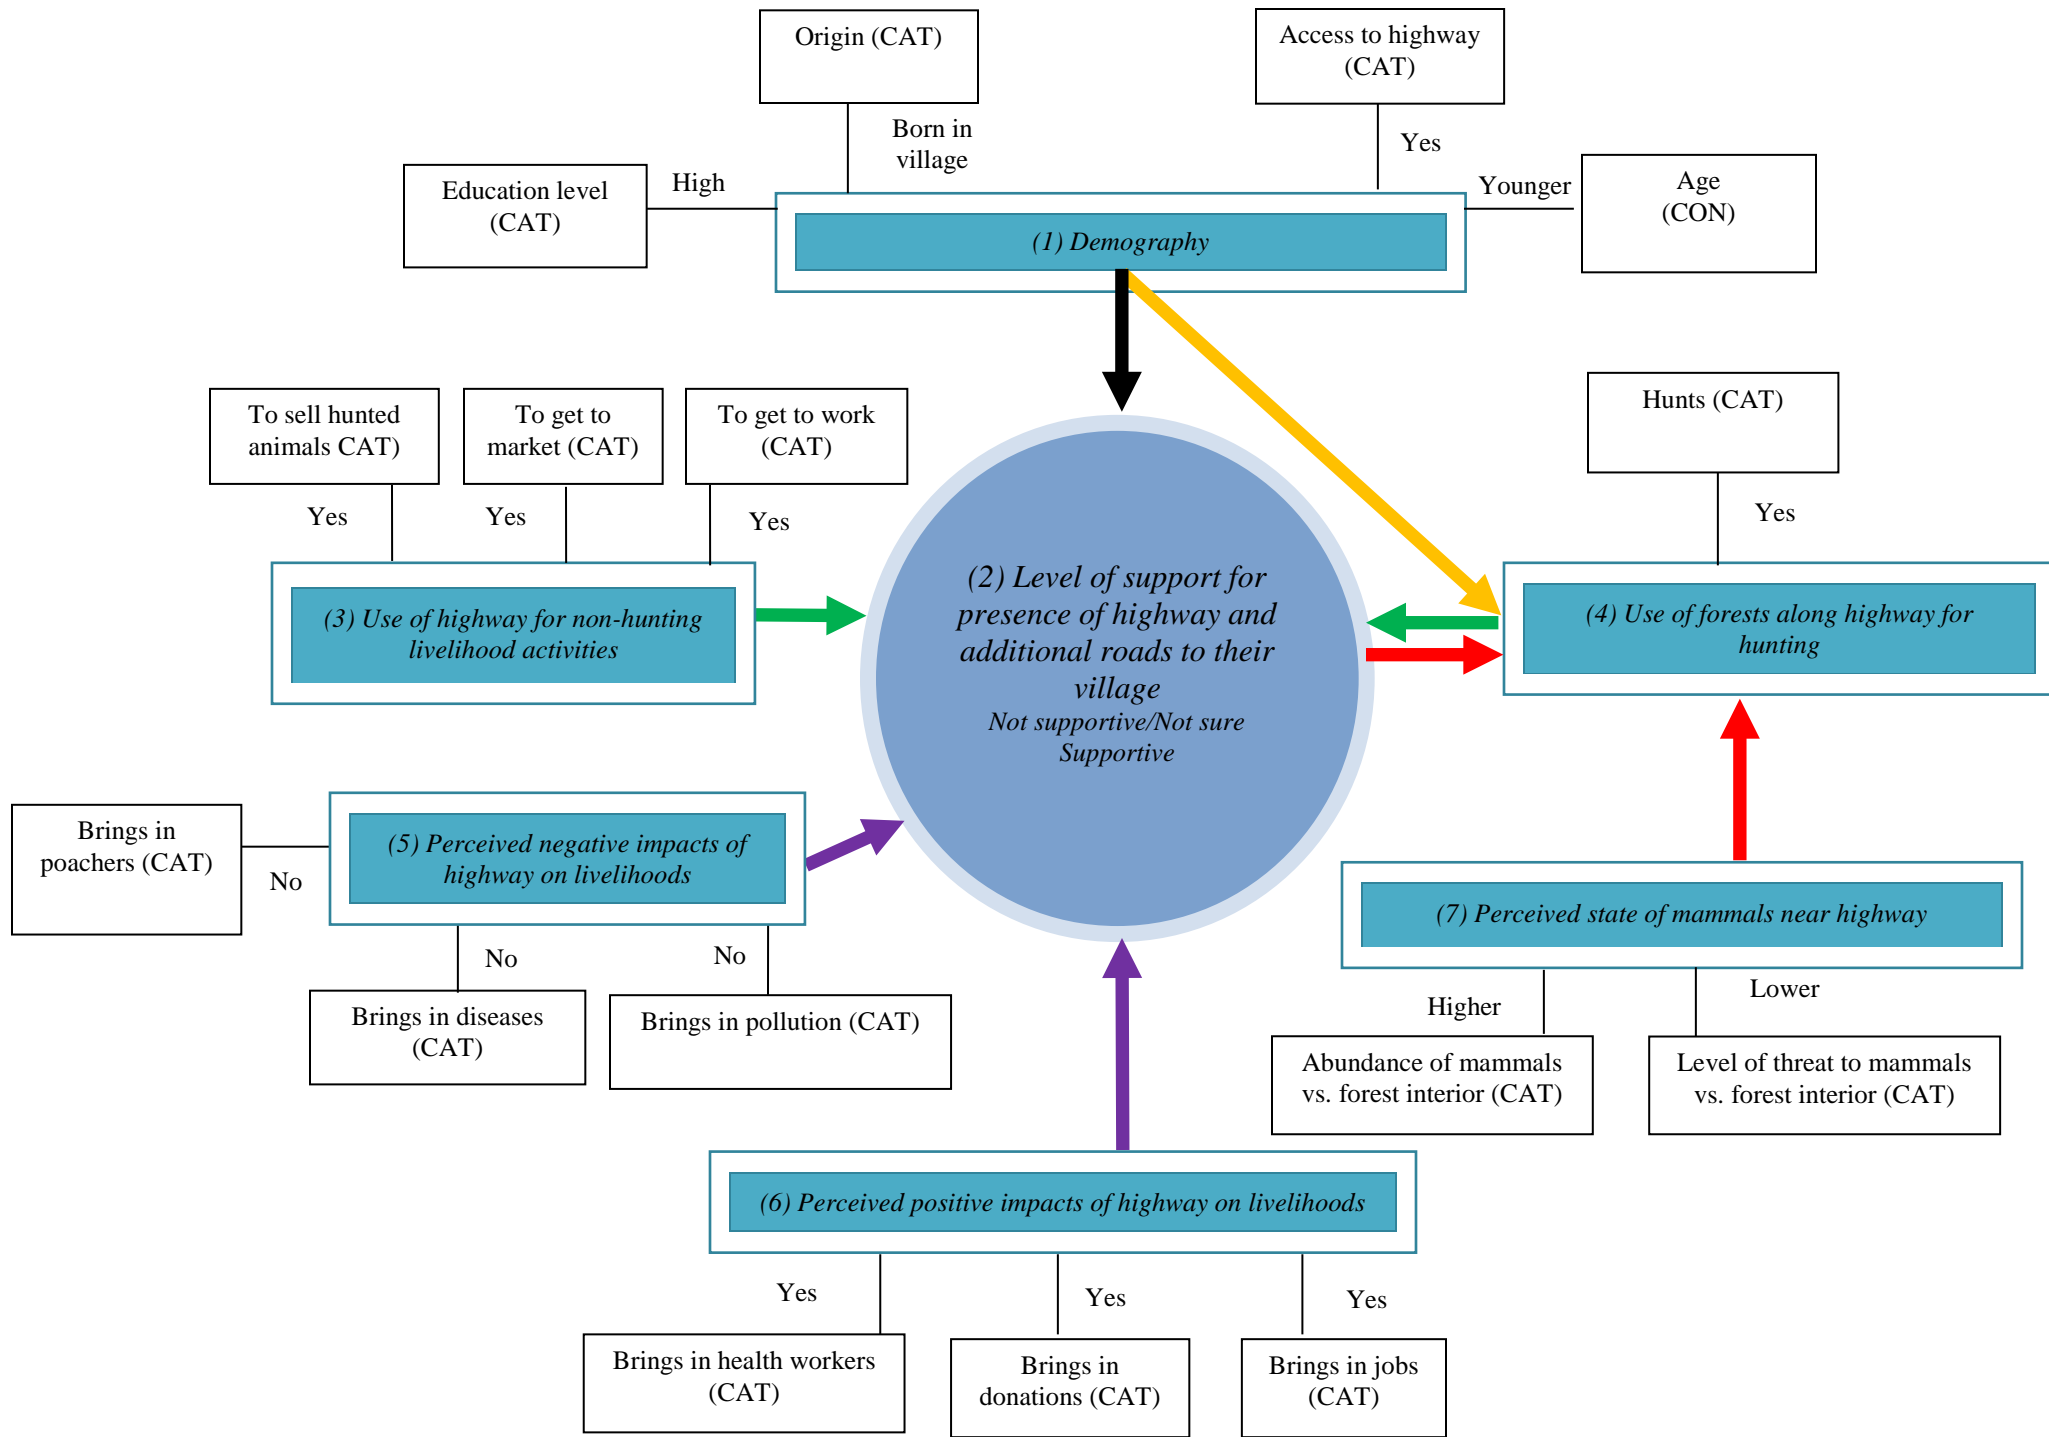 Origin (CAT)
Access to highway
(CAT)
Born in
village
Yes
Education level
(CAT)
High
Younger
Age
(CON)
(1) Demography
To sell hunted
animals CAT)
To get to
market (CAT)
To get to work
(CAT)
Hunts (CAT)
Yes
Yes
Yes
Yes
(2) Level of support for
presence of highway and
additional roads to their
village
Not supportive/Not sure
Supportive
(3) Use of highway for non-hunting
livelihood activities
(4) Use of forests along highway for
hunting
Brings in
poachers (CAT)
No
(5) Perceived negative impacts of
highway on livelihoods
(7) Perceived state of mammals near highway
No
No
Brings in diseases
(CAT)
Brings in pollution (CAT)
Higher
Lower
Abundance of mammals
vs. forest interior (CAT)
Level of threat to mammals
vs. forest interior (CAT)
(6) Perceived positive impacts of highway on livelihoods
Yes
Yes
Yes
Brings in health workers
(CAT)
Brings in
donations (CAT)
Brings in jobs
(CAT)